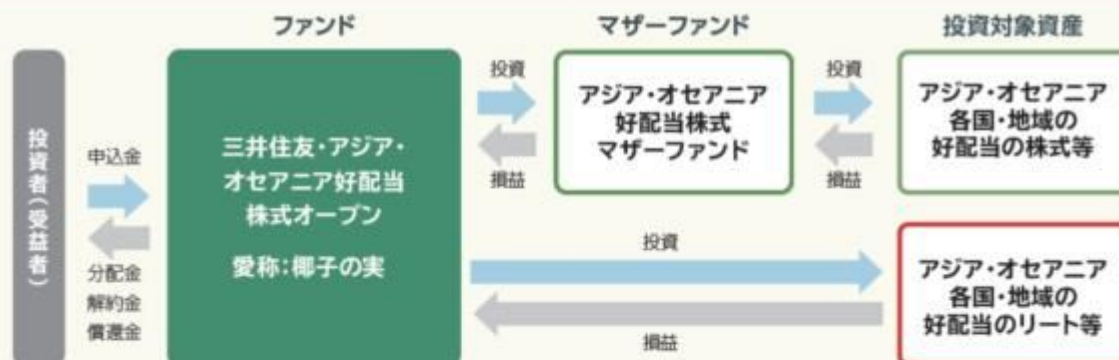 ファンド
マザーファンド
投資対象資産
投資者(受益者)
申込金
分配金
解約金
償還金
三井住友・アジア・
オセアニア好配当
株式オープン
愛称:椰子の実
投資
損益
アジア・オセアニア
好配当株式
マザーファンド
投資
損益
アジア・オセアニア
各国・地域の
好配当の株式等
投資
損益
アジア・オセアニア
各国・地域の
好配当のリート等